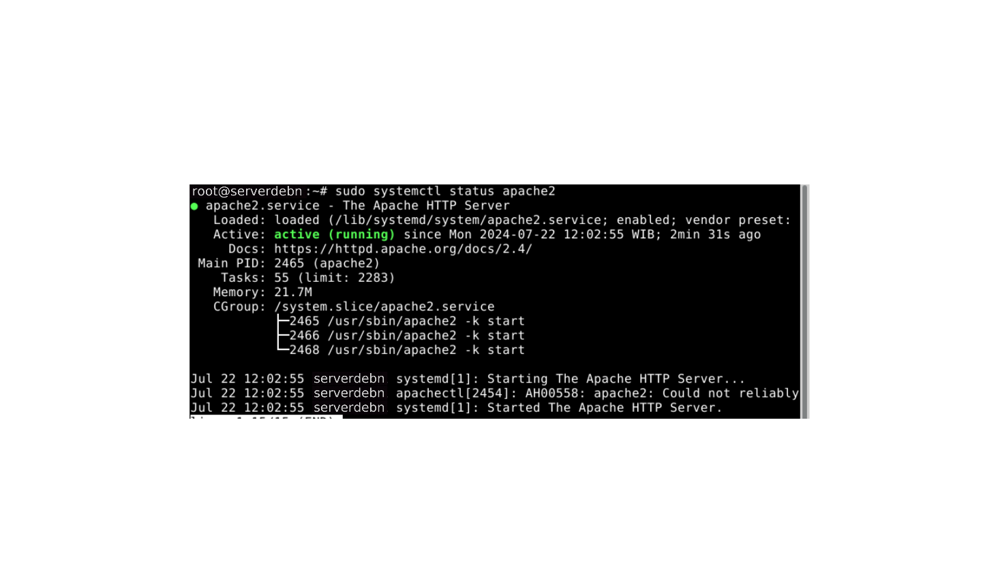 root@serverdebn:~# sudo systemctl status apache2
● apache2.service - The Apache HTTP Server
   Loaded: loaded (/lib/systemd/system/apache2.service; enabled; vendor preset:
   Active: active (running) since Mon 2024-07-22 12:02:55 WIB; 2min 31s ago
     Docs: https://httpd.apache.org/docs/2.4/
 Main PID: 2465 (apache2)
    Tasks: 55 (limit: 2283)
   Memory: 21.7M
   CGroup: /system.slice/apache2.service
           ├─2465 /usr/sbin/apache2 -k start
           ├─2466 /usr/sbin/apache2 -k start
           └─2468 /usr/sbin/apache2 -k start
Jul 22 12:02:55 serverdebn systemd[1]: Starting The Apache HTTP Server...
Jul 22 12:02:55 serverdebn apachectl[2454]: AH00558: apache2: Could not reliably
Jul 22 12:02:55 serverdebn systemd[1]: Started The Apache HTTP Server.